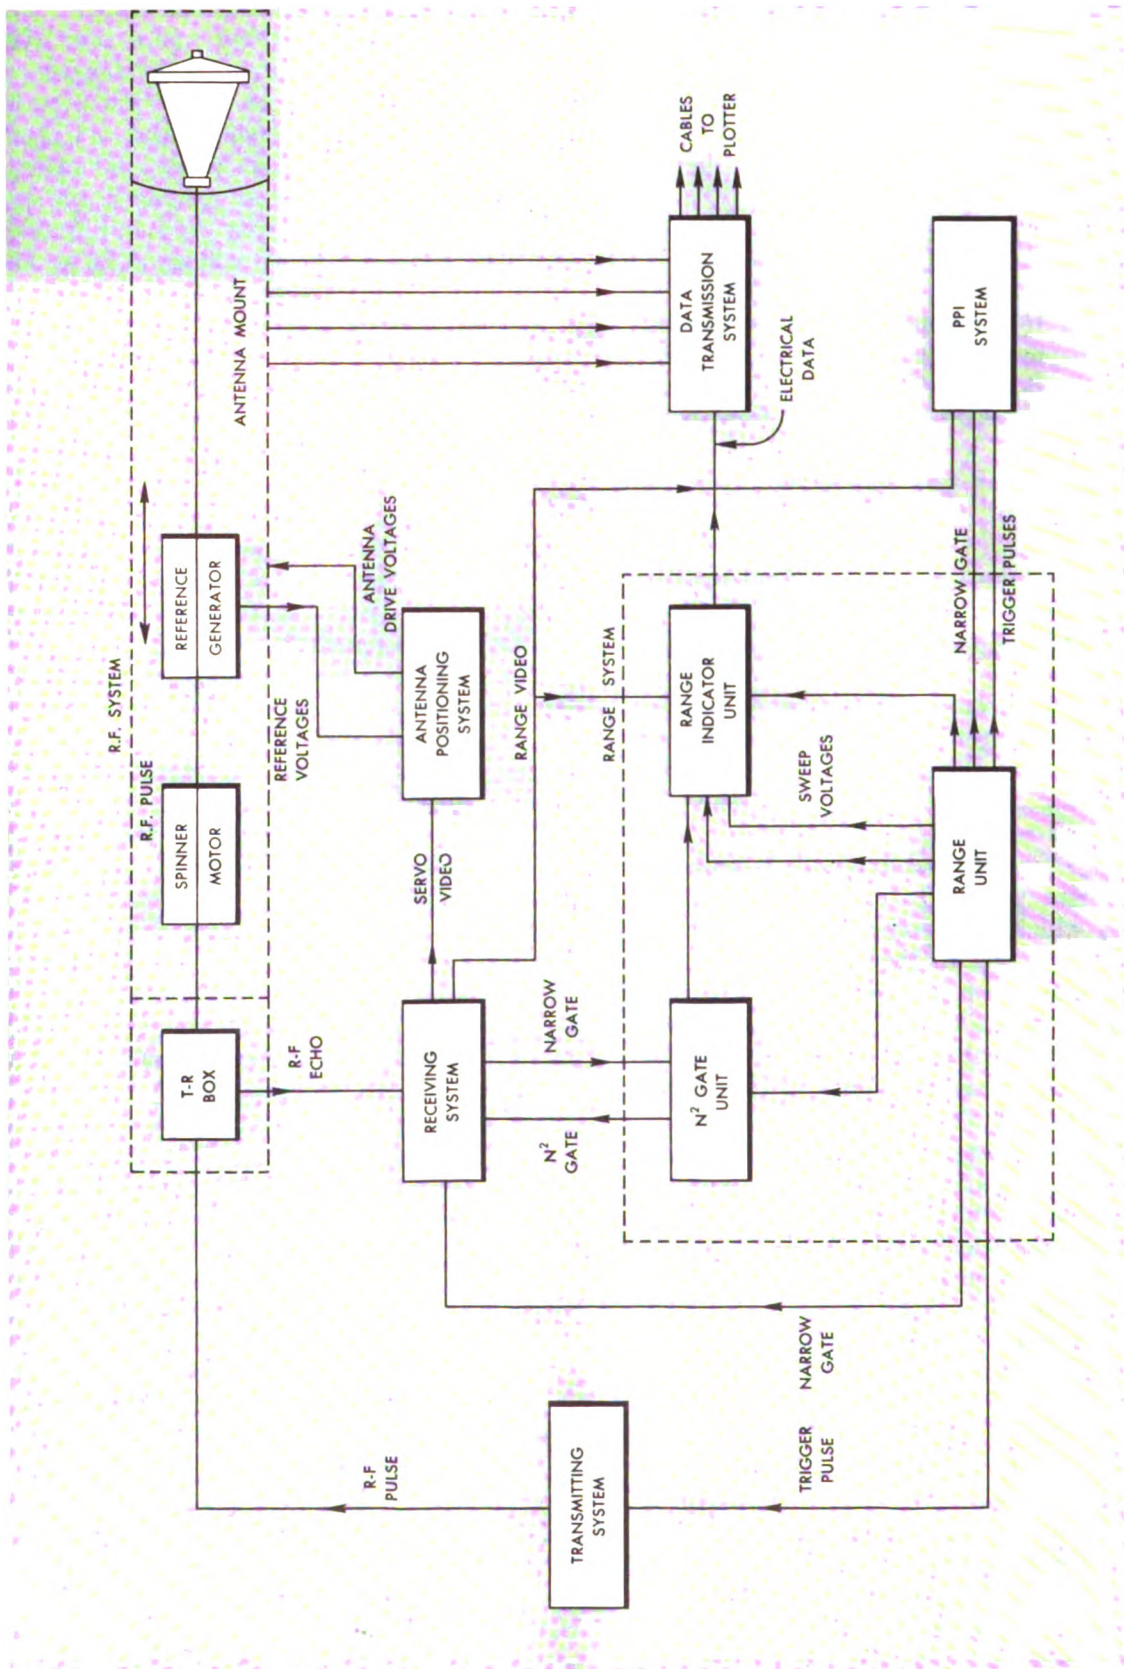 R.F. SYSTEM
R.F. PULSE
T-R
BOX
SPINNER
MOTOR
REFERENCE
GENERATOR
ANTENNA MOUNT
R-F
PULSE
R-F
ECHO
REFERENCE
VOLTAGES
ANTENNA
DRIVE VOLTAGES
RECEIVING
SYSTEM
SERVO
VIDEO
ANTENNA
POSITIONING
SYSTEM
TRANSMITTING
SYSTEM
N² 
GATE
NARROW
GATE
RANGE VIDEO
RANGE SYSTEM
N² GATE
UNIT
RANGE
INDICATOR
UNIT
DATA
TRANSMISSION
SYSTEM
CABLES
TO
PLOTTER
ELECTRICAL
DATA
TRIGGER
PULSE
NARROW
GATE
SWEEP
VOLTAGES
RANGE
UNIT
NARROW GATE
TRIGGER PULSES
PPI
SYSTEM